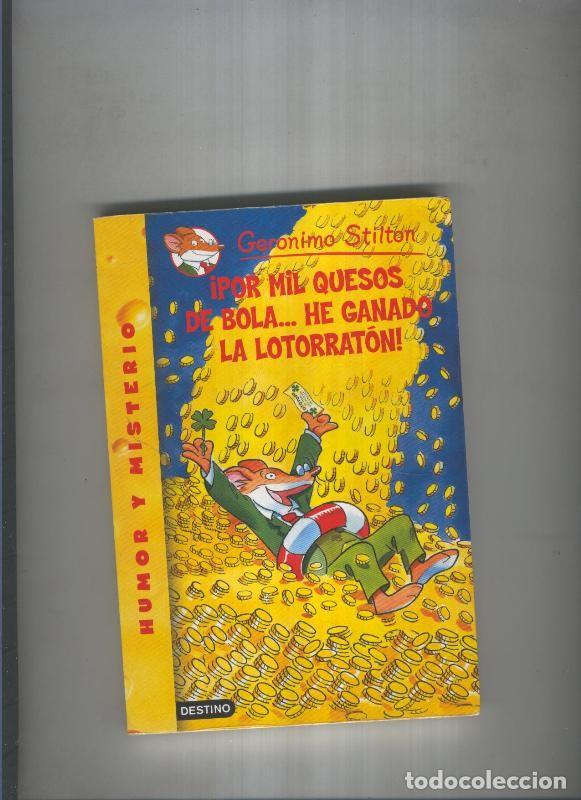 Geronimo Stilton
¡POR MIL QUESOS
DE BOLA... HE GANADO
LA LOTORRATÓN!
HUMOR Y MISTERIO
DESTINO
todocoleccion